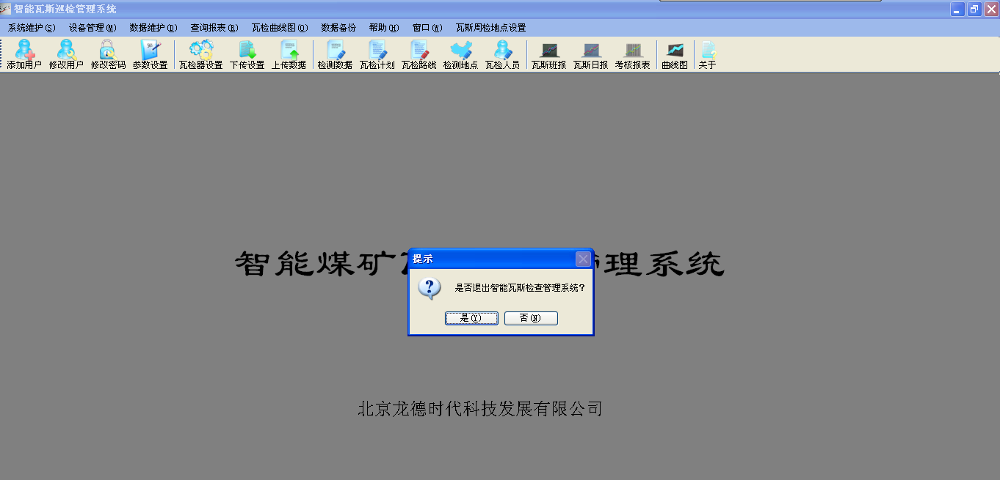 智能瓦斯巡检管理系统
系统维护(S) 设备管理(M) 数据维护(D) 查询报表(R) 瓦检曲线图(O) 数据备份 帮助(H) 窗口(W) 瓦斯周检地点设置
添加用户 修改用户 修改密码 参数设置 瓦检器设置 下传设置 上传数据 检测数据 瓦检计划 瓦检路线 检测地点 瓦检人员 瓦斯班报 瓦斯日报 考核报表 曲线图 关于
智能煤矿 理系统
提示
是否退出智能瓦斯检查管理系统?
是(Y) 否(N)
北京龙德时代科技发展有限公司